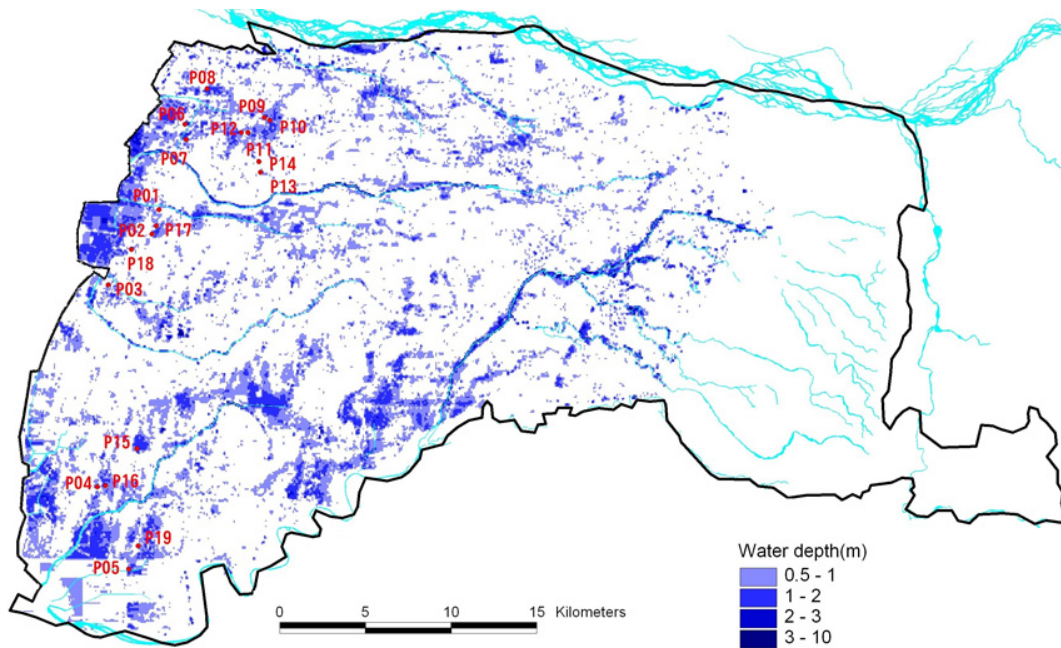 P08
P09
P06
P12
P10
P07
P11
P14
P13
P01
P02
P17
P18
P03
P15
P04
P16
P19
P05
Water depth(m)
0.5 - 1
1 - 2
2 - 3
3 - 10
0 5 10 15 Kilometers